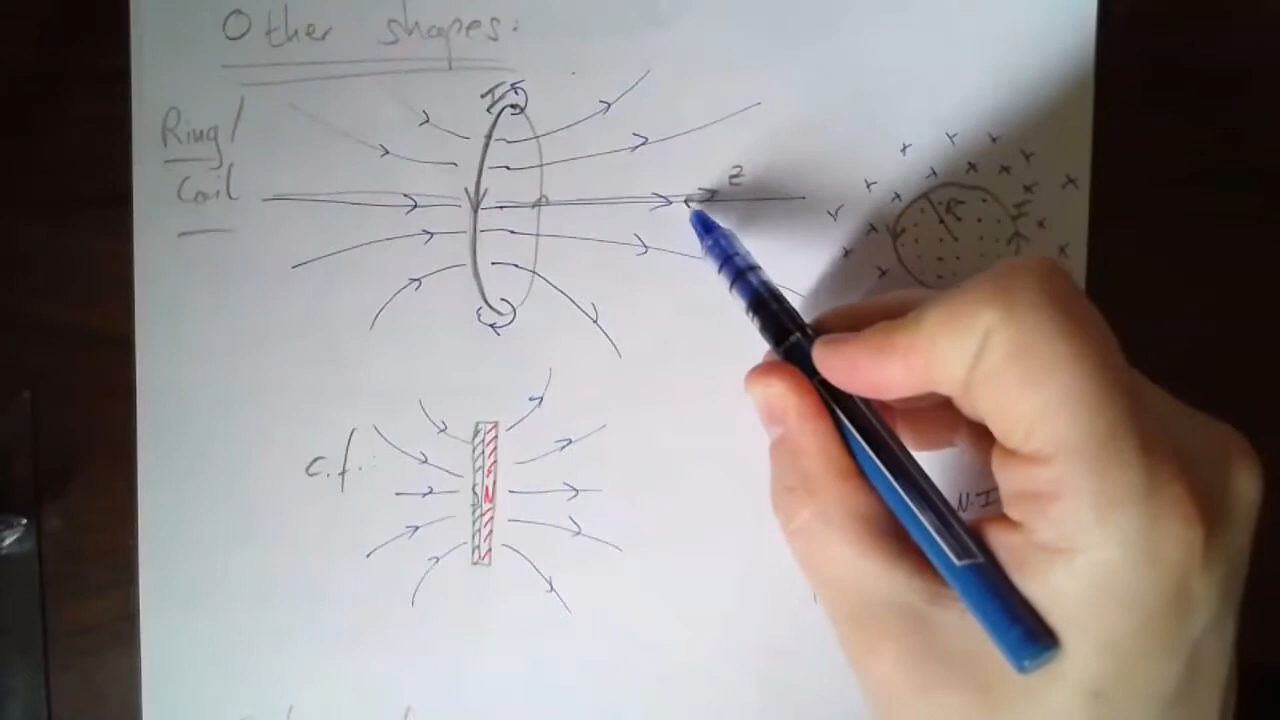 Other shapes:
Ring/
Coil
I
z
R
I
c.f.
S
N
N.I